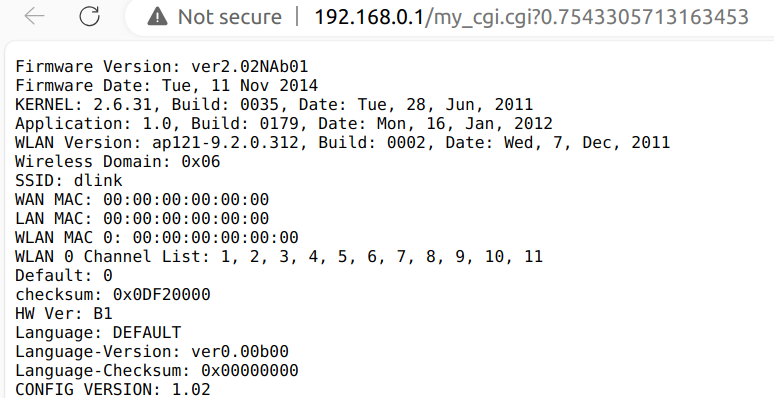 Not secure | 192.168.0.1/my_cgi.cgi?0.7543305713163453
Firmware Version: ver2.02NAb01
Firmware Date: Tue, 11 Nov 2014
KERNEL: 2.6.31, Build: 0035, Date: Tue, 28, Jun, 2011
Application: 1.0, Build: 0179, Date: Mon, 16, Jan, 2012
WLAN Version: ap121-9.2.0.312, Build: 0002, Date: Wed, 7, Dec, 2011
Wireless Domain: 0x06
SSID: dlink
WAN MAC: 00:00:00:00:00:00
LAN MAC: 00:00:00:00:00:00
WLAN MAC 0: 00:00:00:00:00:00
WLAN 0 Channel List: 1, 2, 3, 4, 5, 6, 7, 8, 9, 10, 11
Default: 0
checksum: 0x0DF20000
HW Ver: B1
Language: DEFAULT
Language-Version: ver0.00b00
Language-Checksum: 0x00000000
CONFIG VERSION: 1.02